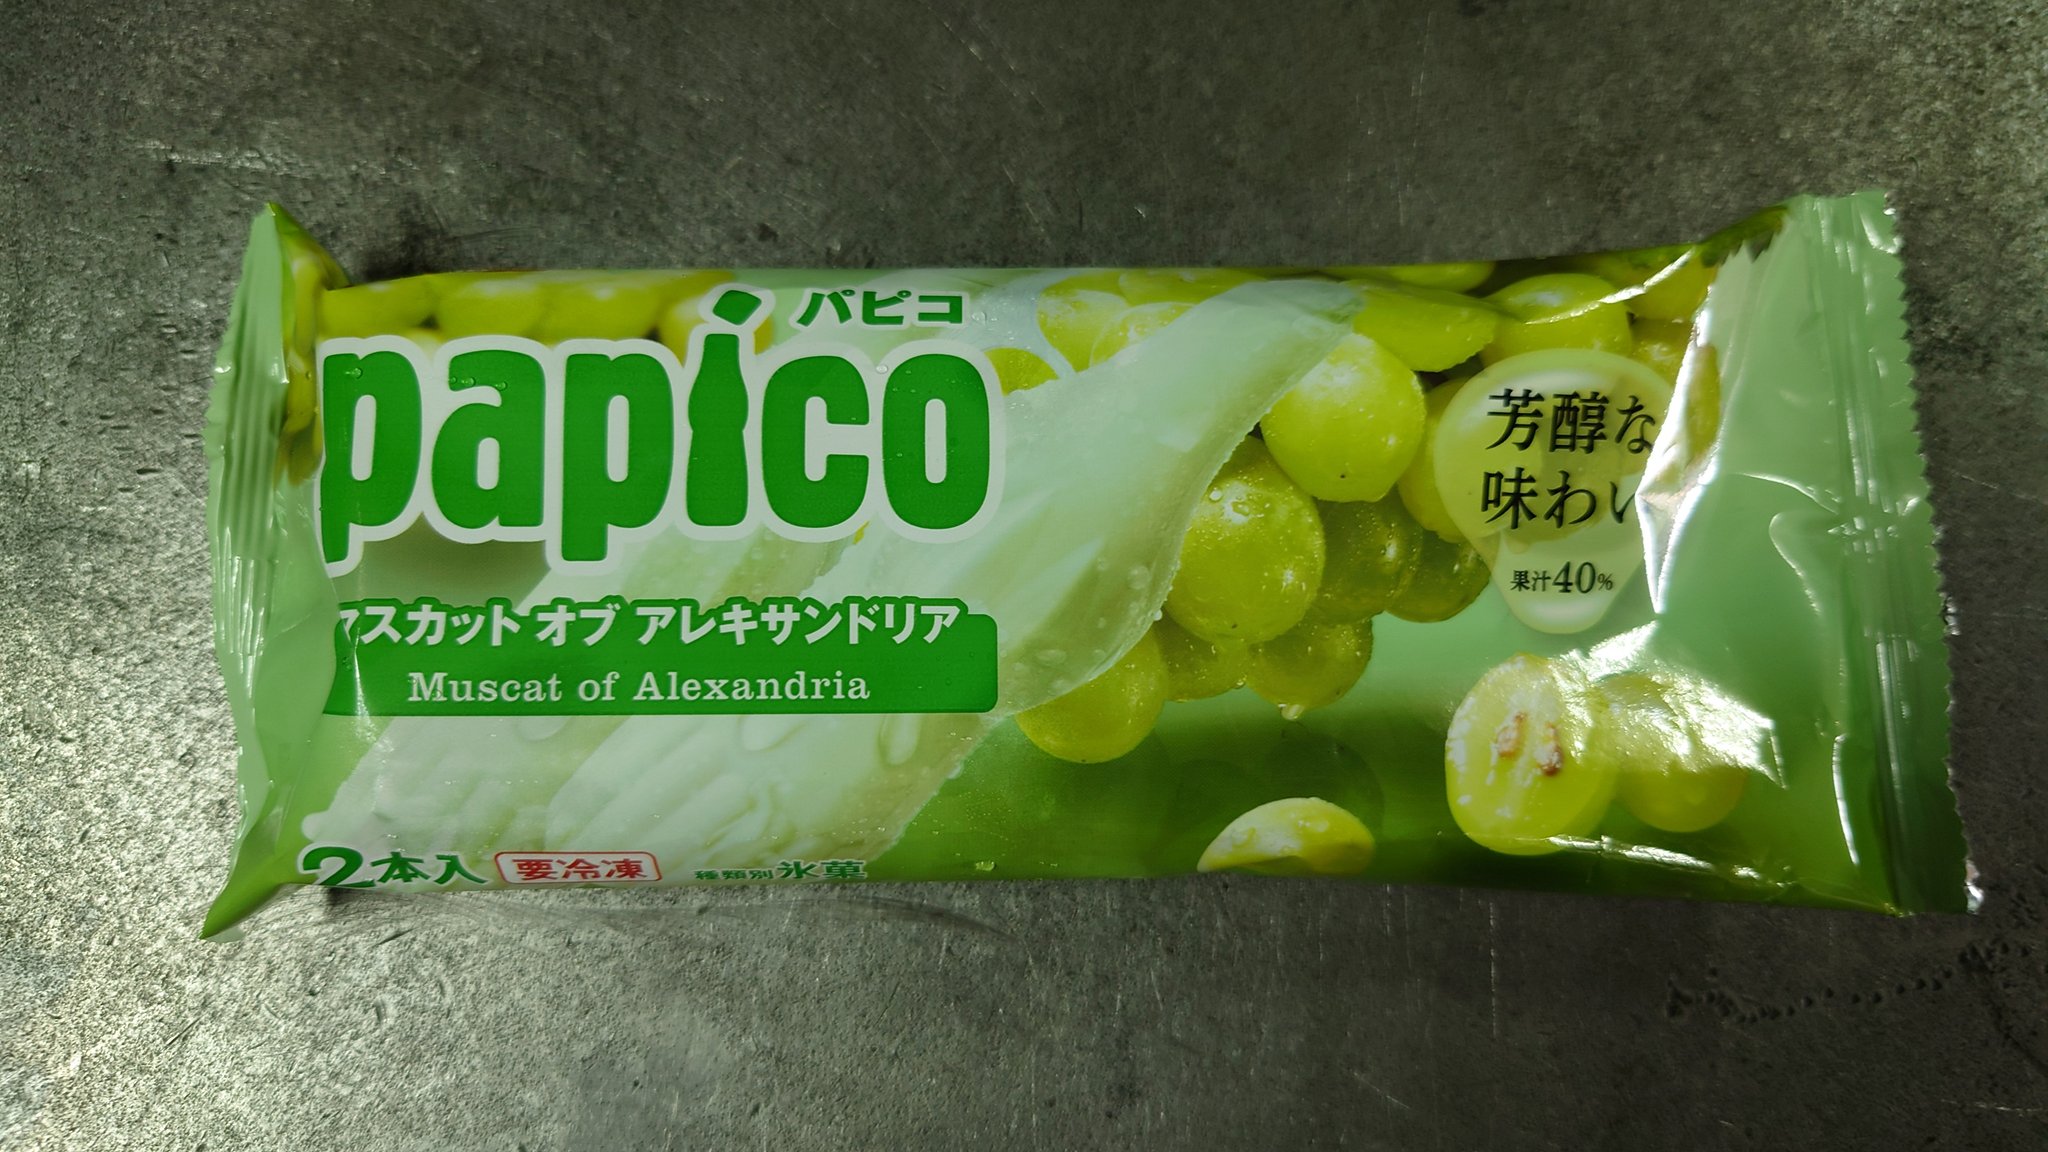 パピコ
papico
マスカット オブ アレキサンドリア
Muscat of Alexandria
芳醇な
味わい
果汁40%
2本入 要冷凍 種類別 氷菓